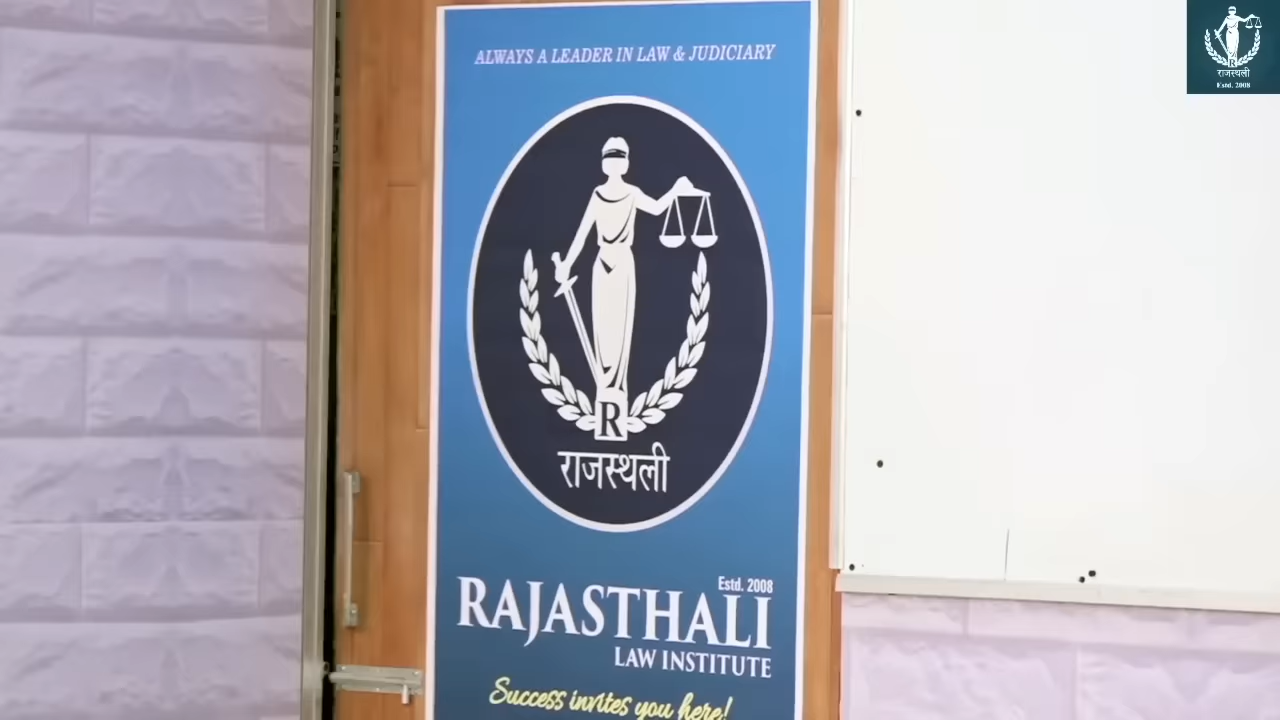 ALWAYS A LEADER IN LAW & JUDICIARY
R
राजस्थली
Estd. 2008
RAJASTHALI
LAW INSTITUTE
Success invites you here!
R
राजस्थली
Estd. 2008